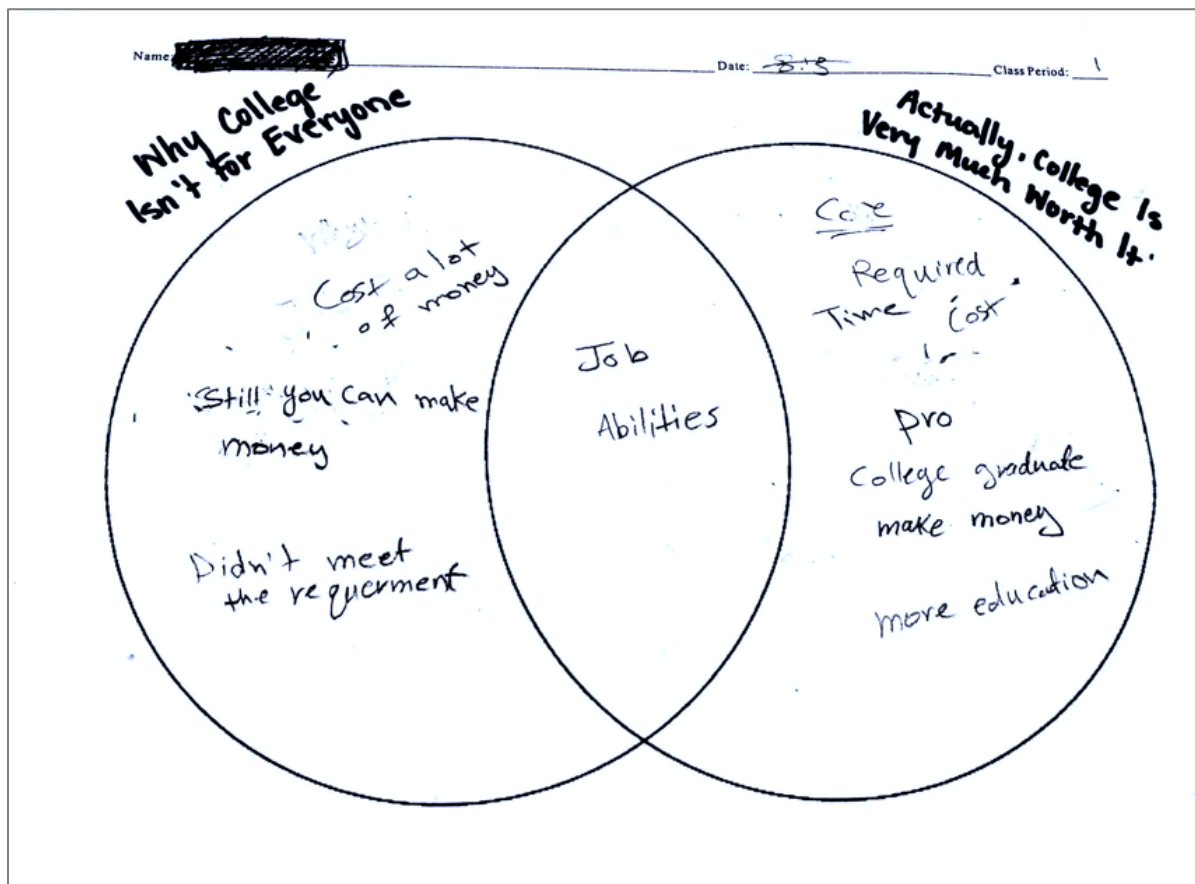 Name
Date:
Class Period: 1
Why College
Isn't for Everyone
Actually, College Is
Very Much Worth It.
Cost a lot
of money
Still you can make
money
Didn't meet
the requerment
Job
Abilities
Required
Time Cost
pro
College graduate
make money
more education